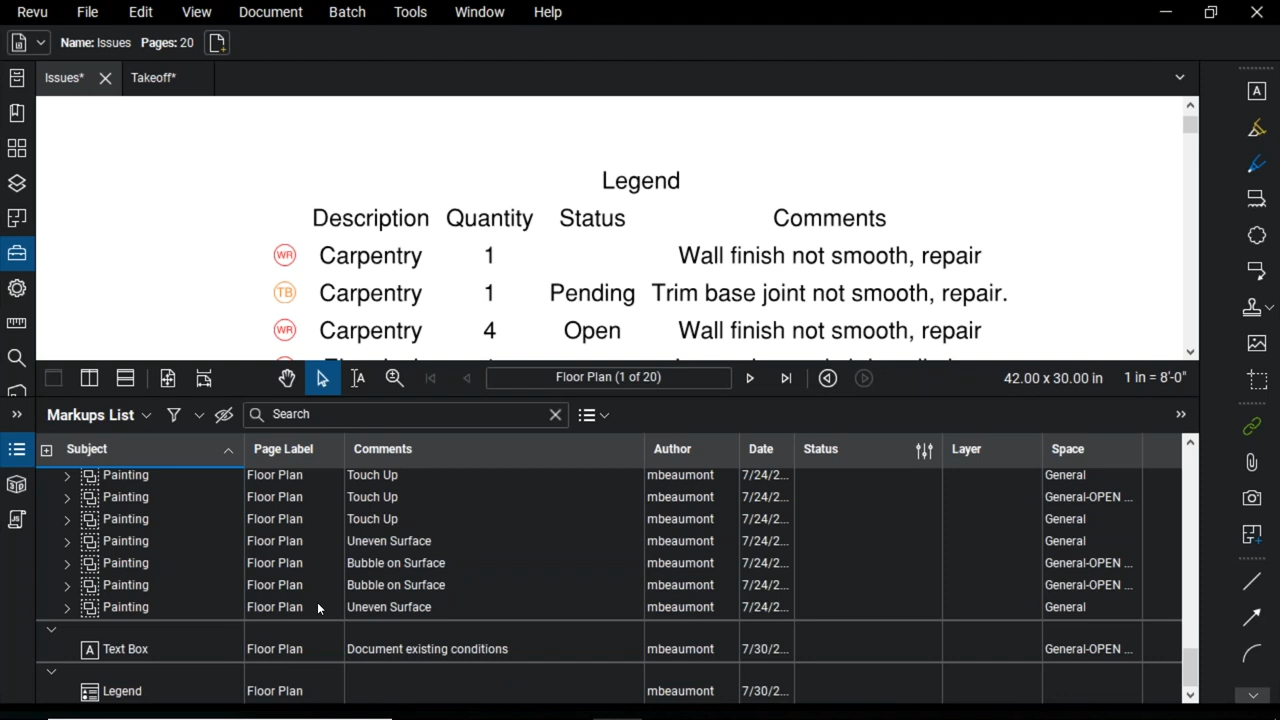 Revu File Edit View Document Batch Tools Window Help
Name: Issues Pages: 20
Issues* Takeoff*
Legend
Description Quantity Status Comments
WR Carpentry 1 Wall finish not smooth, repair
TB Carpentry 1 Pending Trim base joint not smooth, repair.
WR Carpentry 4 Open Wall finish not smooth, repair
Floor Plan (1 of 20) 42.00 x 30.00 in 1 in = 8'-0"
Markups List Search
Subject Page Label Comments Author Date Status Layer Space
Painting Floor Plan Touch Up mbeaumont 7/24/2... General
Painting Floor Plan Touch Up mbeaumont 7/24/2... General-OPEN ...
Painting Floor Plan Touch Up mbeaumont 7/24/2... General
Painting Floor Plan Uneven Surface mbeaumont 7/24/2... General
Painting Floor Plan Bubble on Surface mbeaumont 7/24/2... General-OPEN ...
Painting Floor Plan Bubble on Surface mbeaumont 7/24/2... General-OPEN ...
Painting Floor Plan Uneven Surface mbeaumont 7/24/2... General
A Text Box Floor Plan Document existing conditions mbeaumont 7/30/2... General-OPEN ...
Legend Floor Plan mbeaumont 7/30/2...